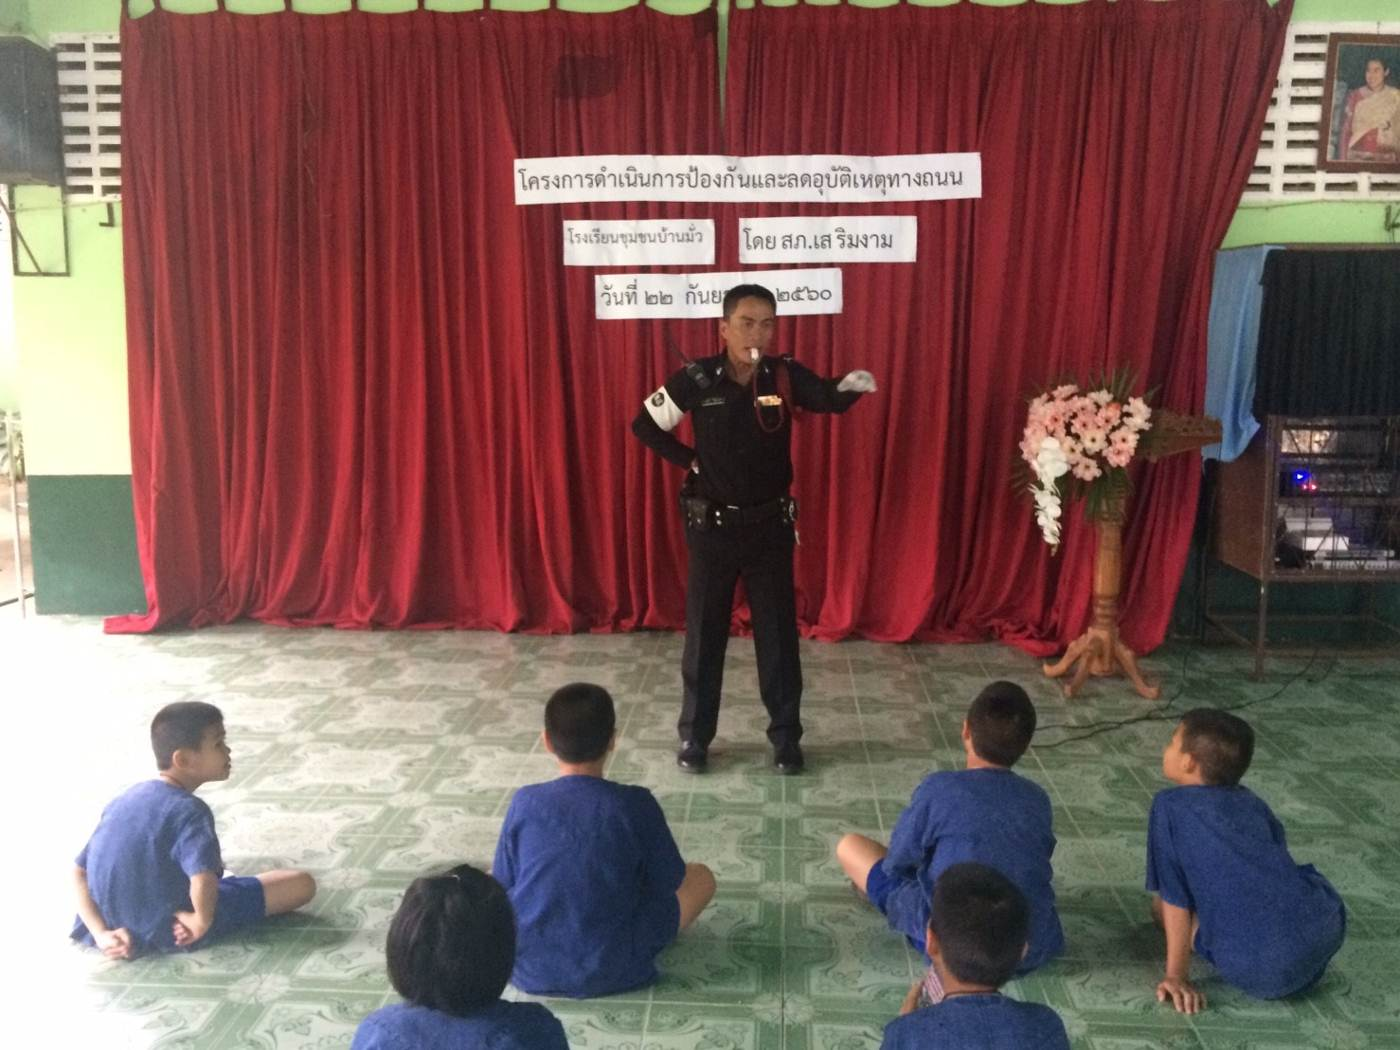 โครงการดำเนินการป้องกันและลดอุบัติเหตุทางถนน
โรงเรียนชุมชนบ้านมั่ว โดย สภ.เสริมงาม
วันที่ ๒๒ ๒๕๖๐